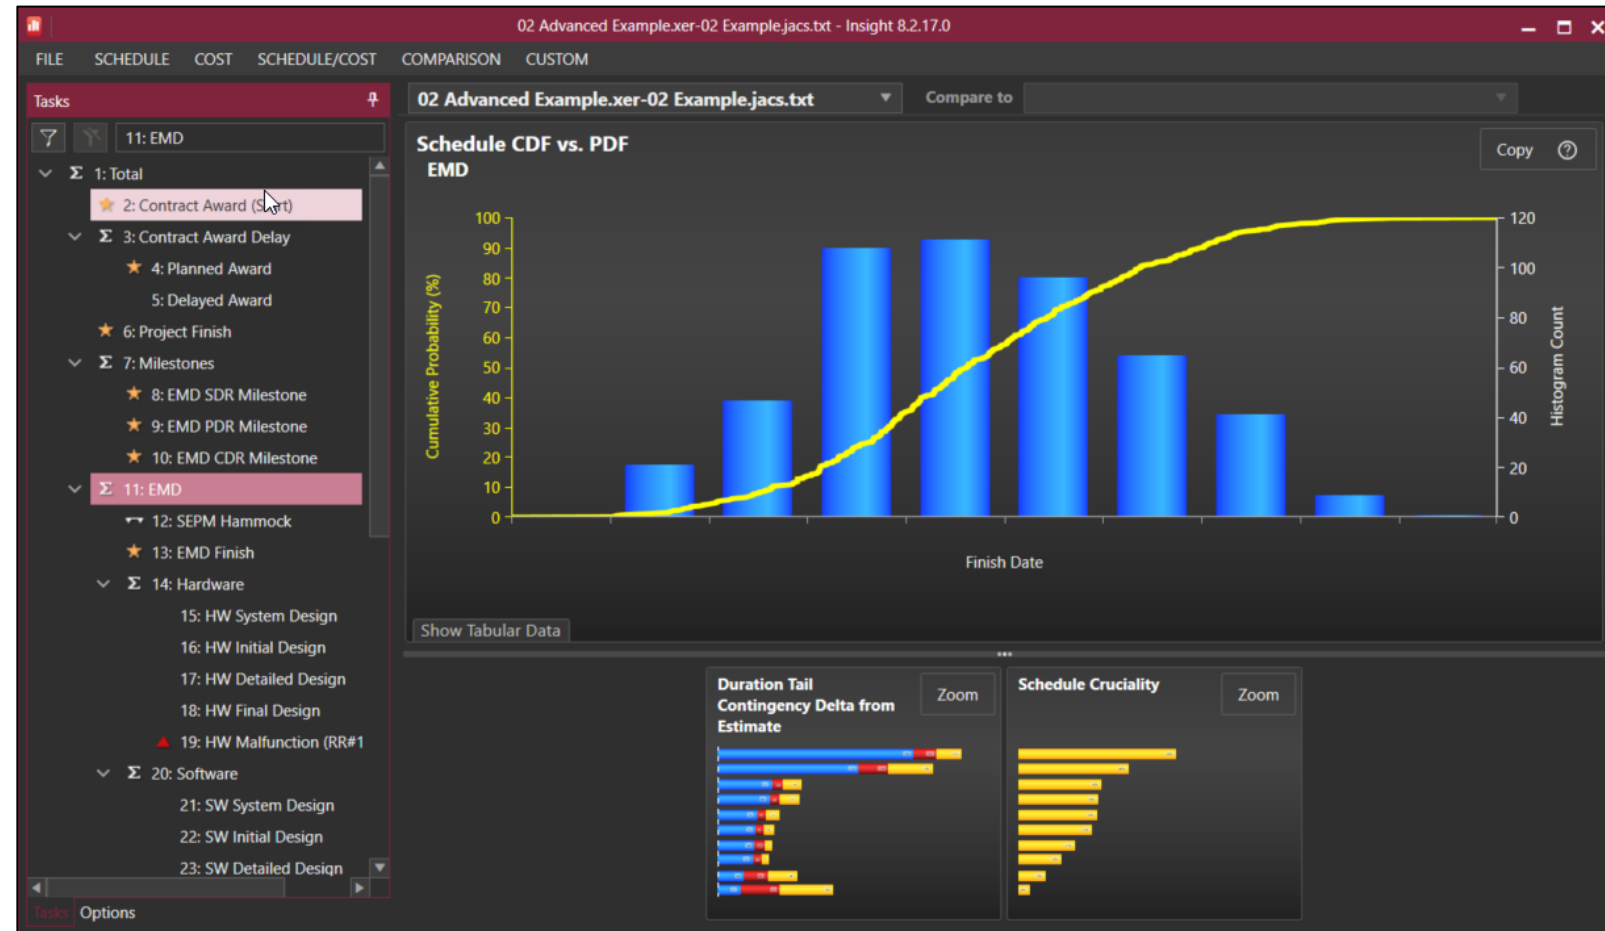 02 Advanced Example.xer-02 Example.jacs.txt - Insight 8.2.17.0
FILE SCHEDULE COST SCHEDULE/COST COMPARISON CUSTOM
Tasks
11: EMD
Σ 1: Total
2: Contract Award (Start)
Σ 3: Contract Award Delay
4: Planned Award
5: Delayed Award
6: Project Finish
Σ 7: Milestones
8: EMD SDR Milestone
9: EMD PDR Milestone
10: EMD CDR Milestone
Σ 11: EMD
12: SEPM Hammock
13: EMD Finish
Σ 14: Hardware
15: HW System Design
16: HW Initial Design
17: HW Detailed Design
18: HW Final Design
19: HW Malfunction (RR#1
Σ 20: Software
21: SW System Design
22: SW Initial Design
23: SW Detailed Design
Tasks Options
02 Advanced Example.xer-02 Example.jacs.txt
Compare to
Schedule CDF vs. PDF
EMD
Copy ?
Cumulative Probability (%)
100
90
80
70
60
50
40
30
20
10
0
120
100
80
60
40
20
0
Histogram Count
Finish Date
Show Tabular Data
Duration Tail
Contingency Delta from
Estimate
Zoom
Schedule Cruciality
Zoom